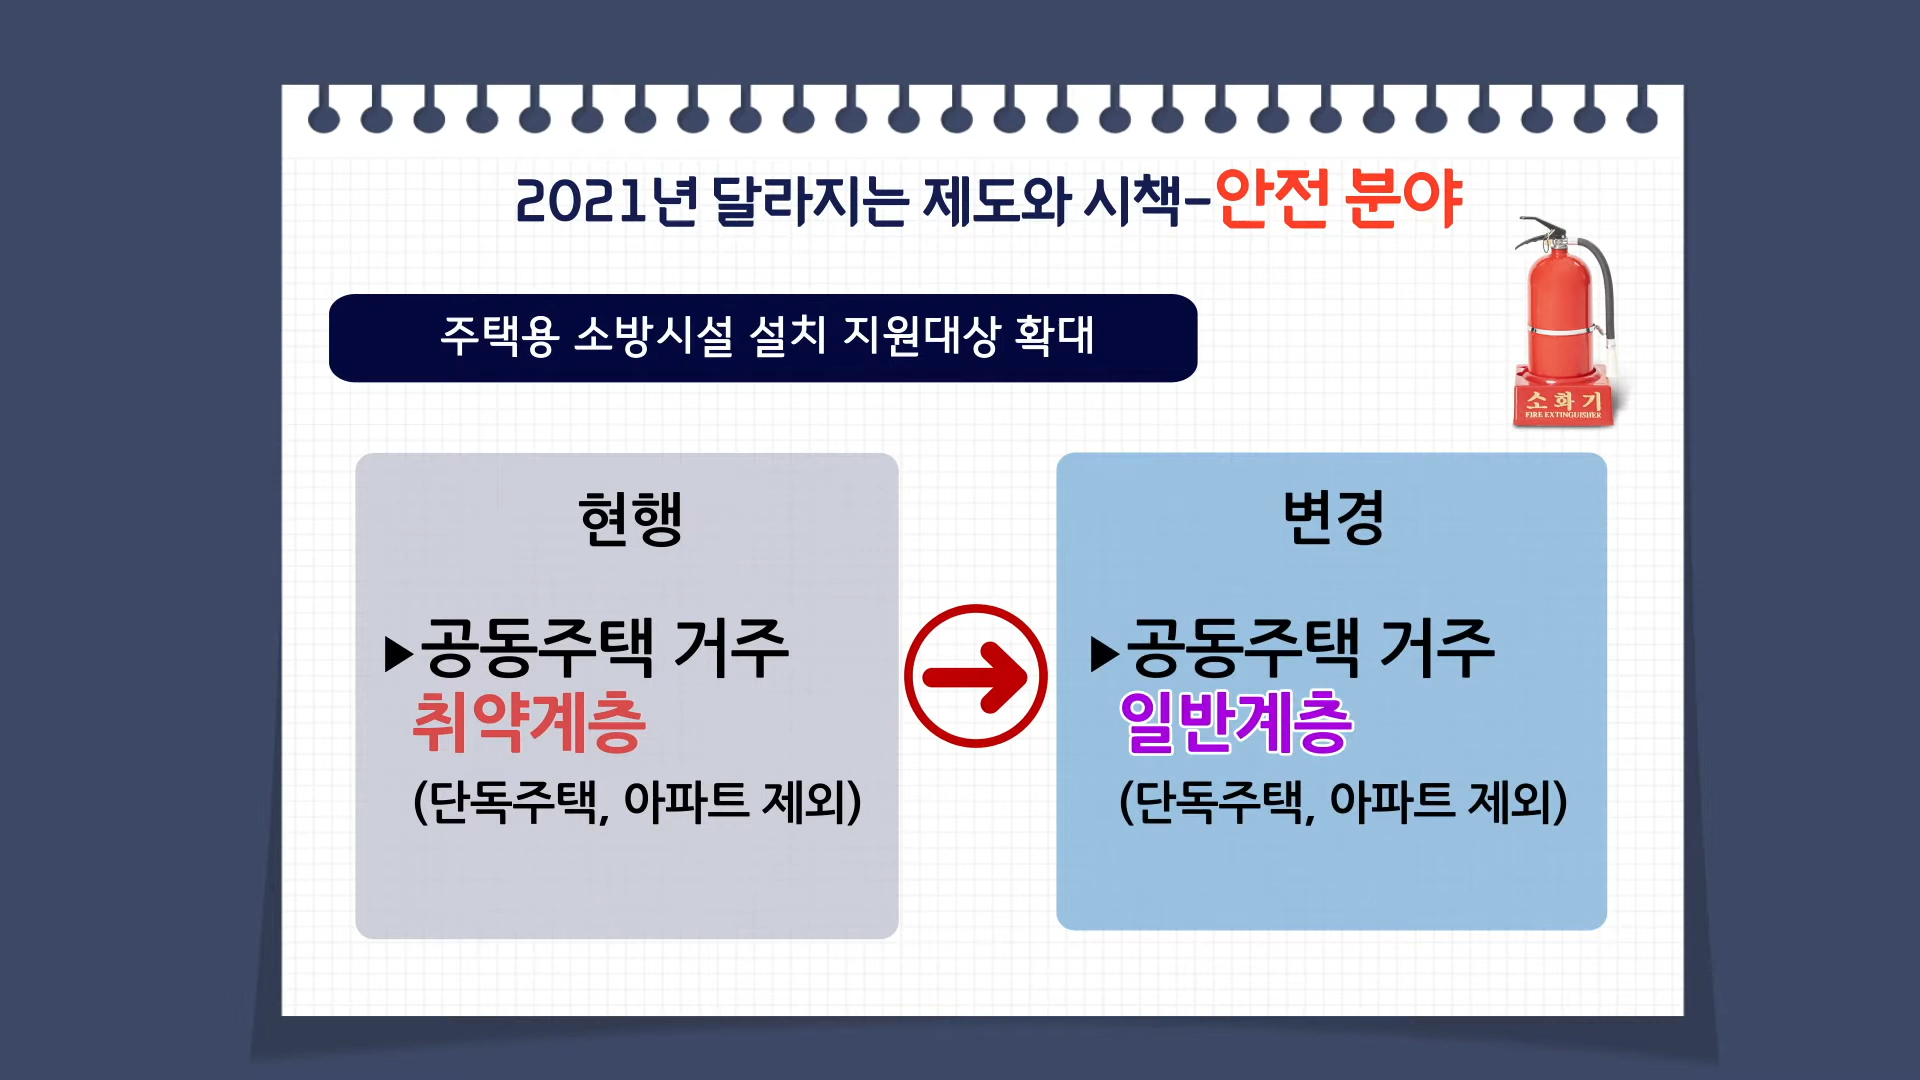 2021년 달라지는 제도와 시책-안전 분야
주택용 소방시설 설치 지원대상 확대
소화기
FIRE EXTINGUISHER
현행
▶공동주택 거주
취약계층
(단독주택, 아파트 제외)
변경
▶공동주택 거주
일반계층
(단독주택, 아파트 제외)